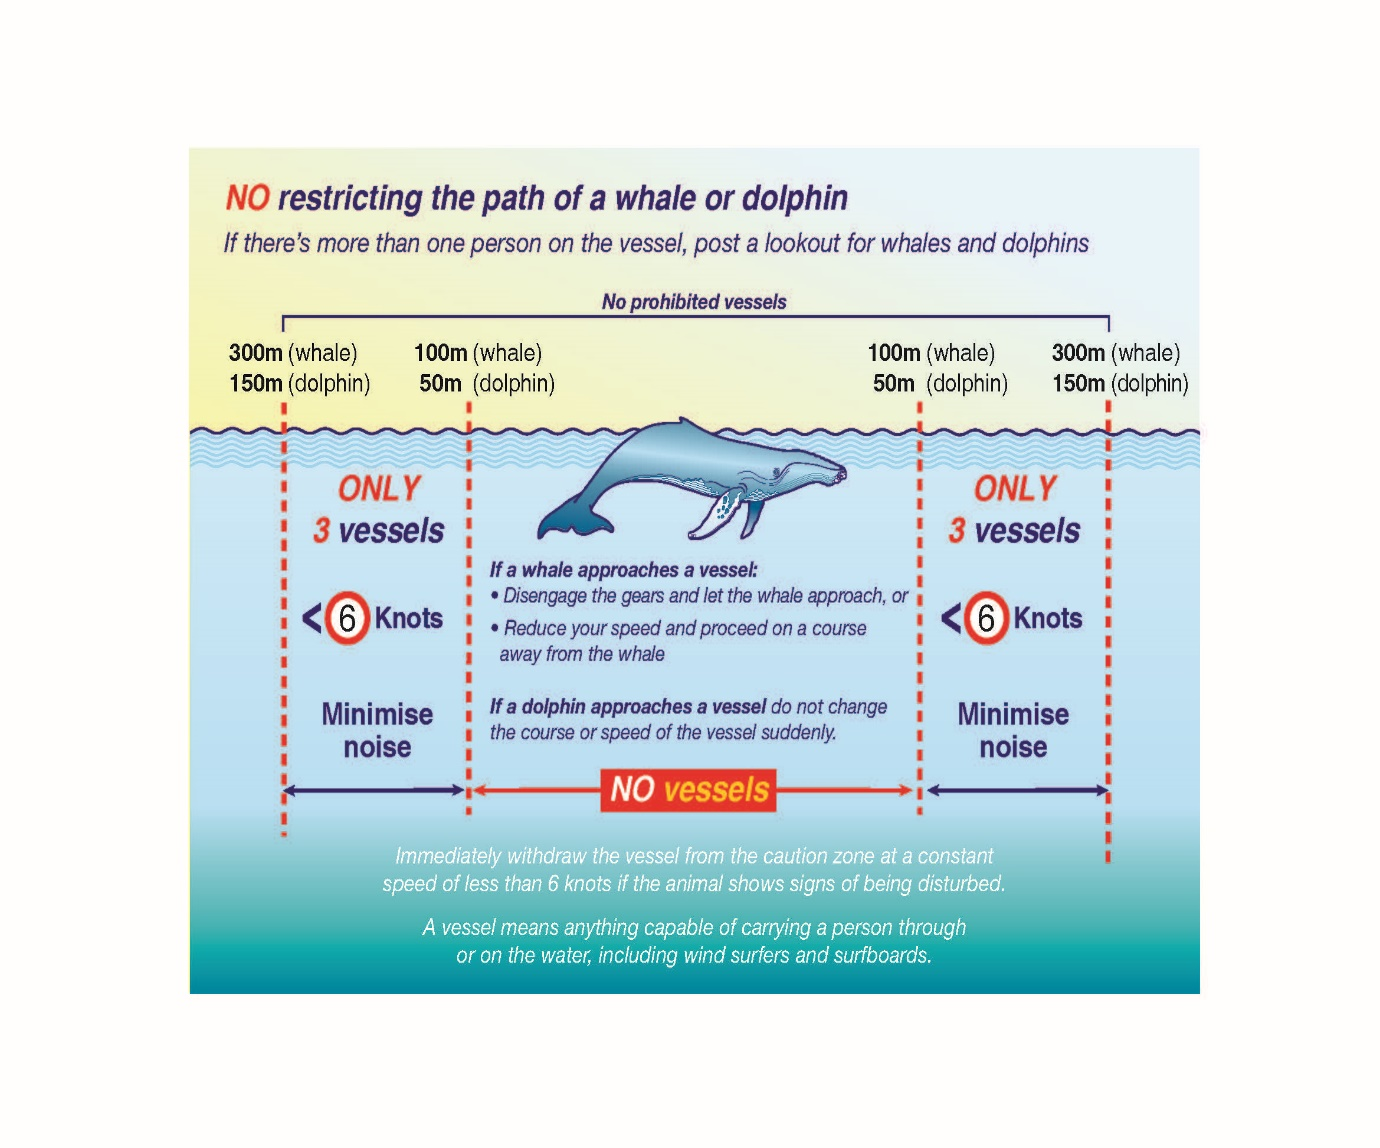 NO restricting the path of a whale or dolphin
If there's more than one person on the vessel, post a lookout for whales and dolphins
No prohibited vessels
300m (whale)
150m (dolphin)
100m (whale)
50m (dolphin)
100m (whale)
50m (dolphin)
300m (whale)
150m (dolphin)
ONLY
3 vessels
< 6 Knots
Minimise
noise
If a whale approaches a vessel:
• Disengage the gears and let the whale approach, or
• Reduce your speed and proceed on a course
away from the whale
If a dolphin approaches a vessel do not change
the course or speed of the vessel suddenly.
NO vessels
ONLY
3 vessels
< 6 Knots
Minimise
noise
Immediately withdraw the vessel from the caution zone at a constant
speed of less than 6 knots if the animal shows signs of being disturbed.
A vessel means anything capable of carrying a person through
or on the water, including wind surfers and surfboards.